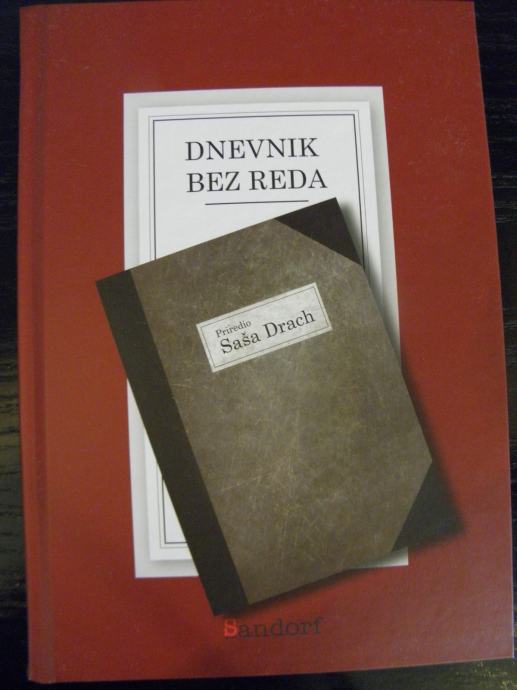 DNEVNIK
BEZ REDA
Priredio
Saša Drach
Sandorf